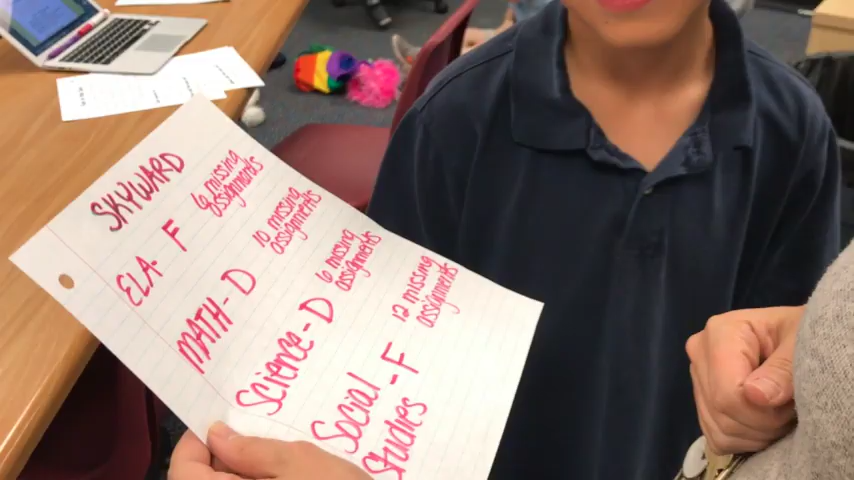 SKYWARD
ELA- F 6 missing
assignments
MATH- D 10 missing
assignments
Science- D 6 missing
assignments
Social - F 12 missing
Studies assignments